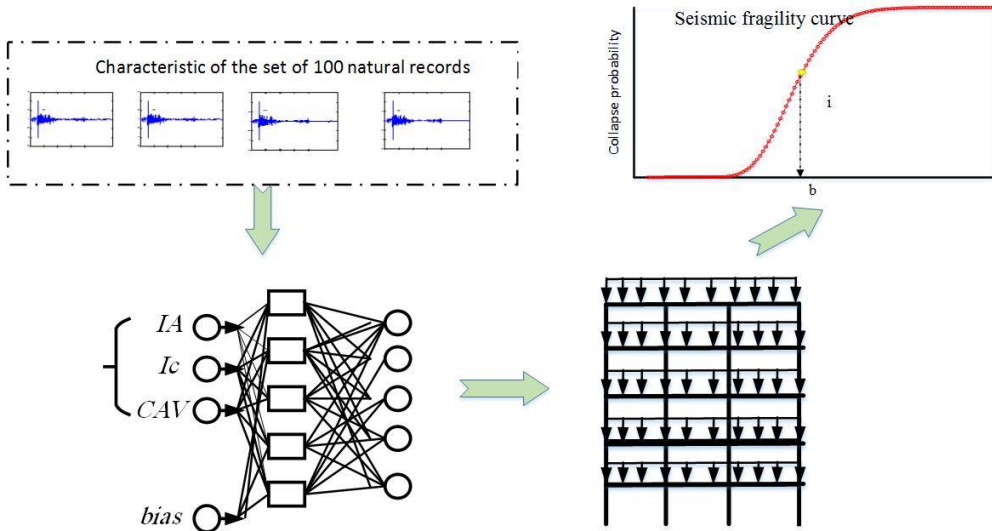 Characteristic of the set of 100 natural records
Seismic fragility curve
Collapse probability
i
b
IA
Ic
CAV
bias